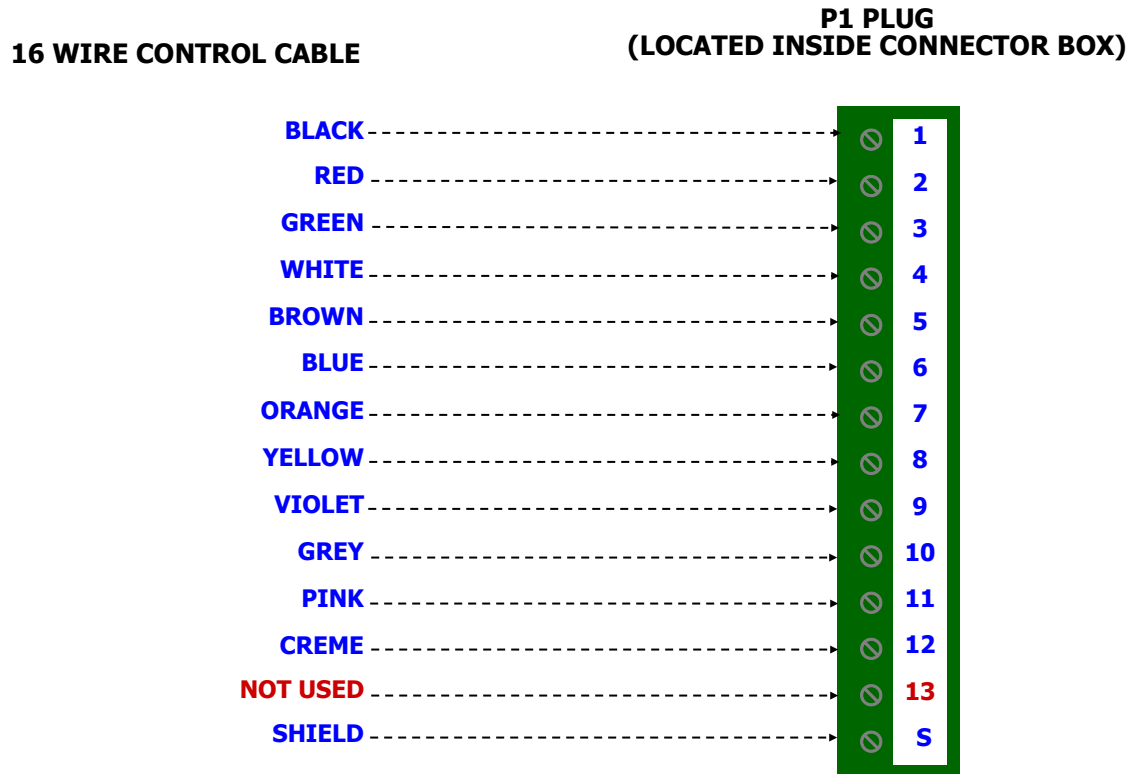 P1 PLUG
(LOCATED INSIDE CONNECTOR BOX)
16 WIRE CONTROL CABLE
BLACK 1
RED 2
GREEN 3
WHITE 4
BROWN 5
BLUE 6
ORANGE 7
YELLOW 8
VIOLET 9
GREY 10
PINK 11
CREME 12
NOT USED 13
SHIELD S